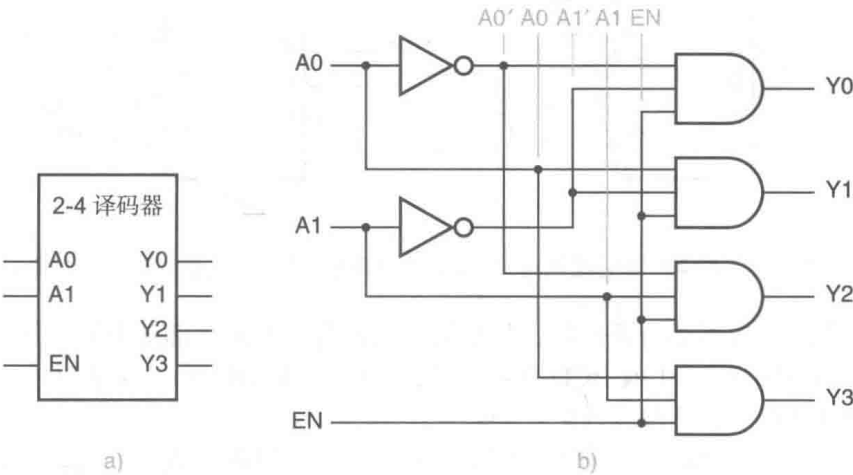 A0′ A0 A1′ A1 EN
A0
Y0
2-4 译码器
Y1
A1
A0 Y0
A1 Y1
Y2
EN Y3
Y2
Y3
EN
a)
b)